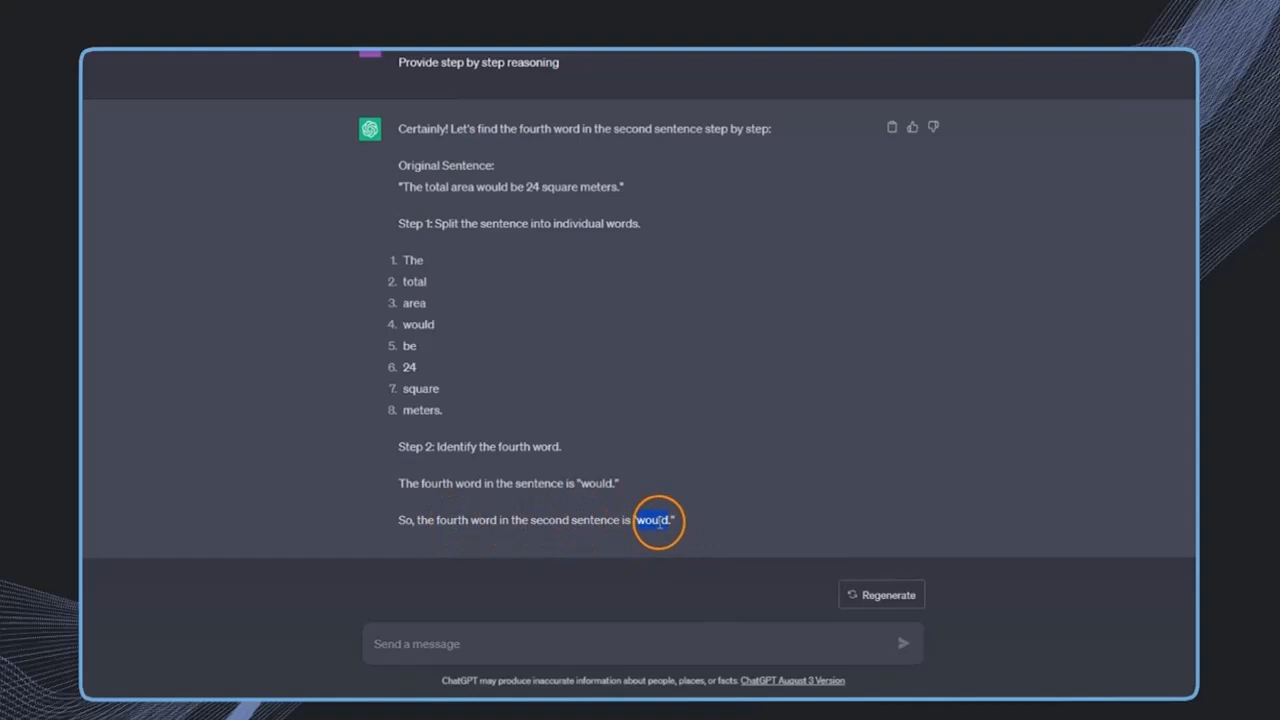 Provide step by step reasoning
Certainly! Let's find the fourth word in the second sentence step by step:
Original Sentence:
"The total area would be 24 square meters."
Step 1: Split the sentence into individual words.
1. The
2. total
3. area
4. would
5. be
6. 24
7. square
8. meters.
Step 2: Identify the fourth word.
The fourth word in the sentence is "would."
So, the fourth word in the second sentence is "would."
Regenerate
Send a message
ChatGPT may produce inaccurate information about people, places, or facts. ChatGPT August 3 Version